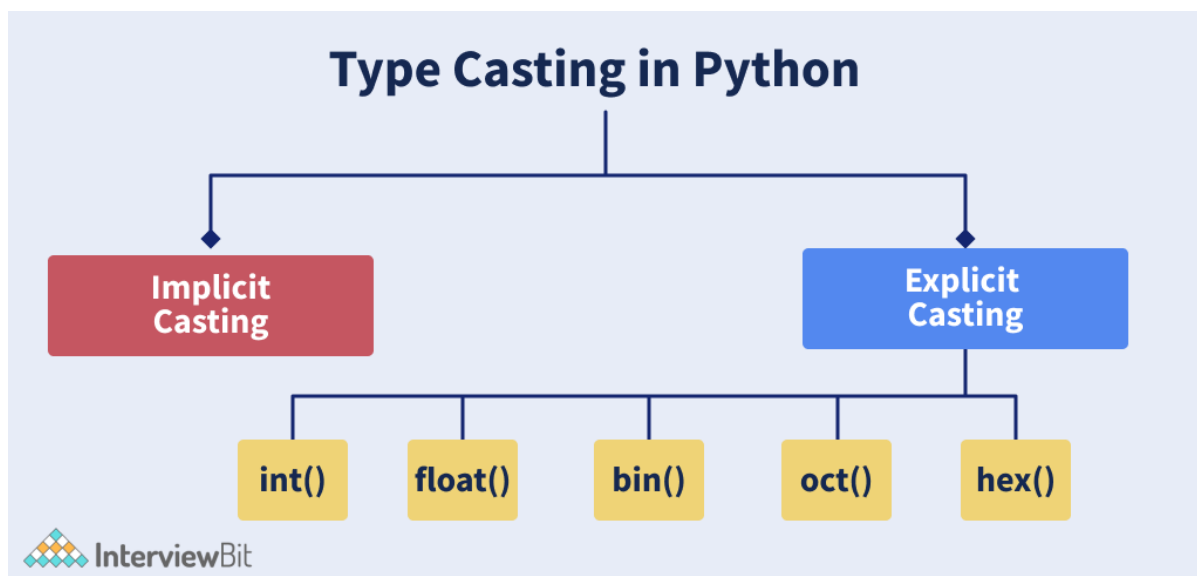 Type Casting in Python
Implicit
Casting
Explicit
Casting
int()
float()
bin()
oct()
hex()
InterviewBit